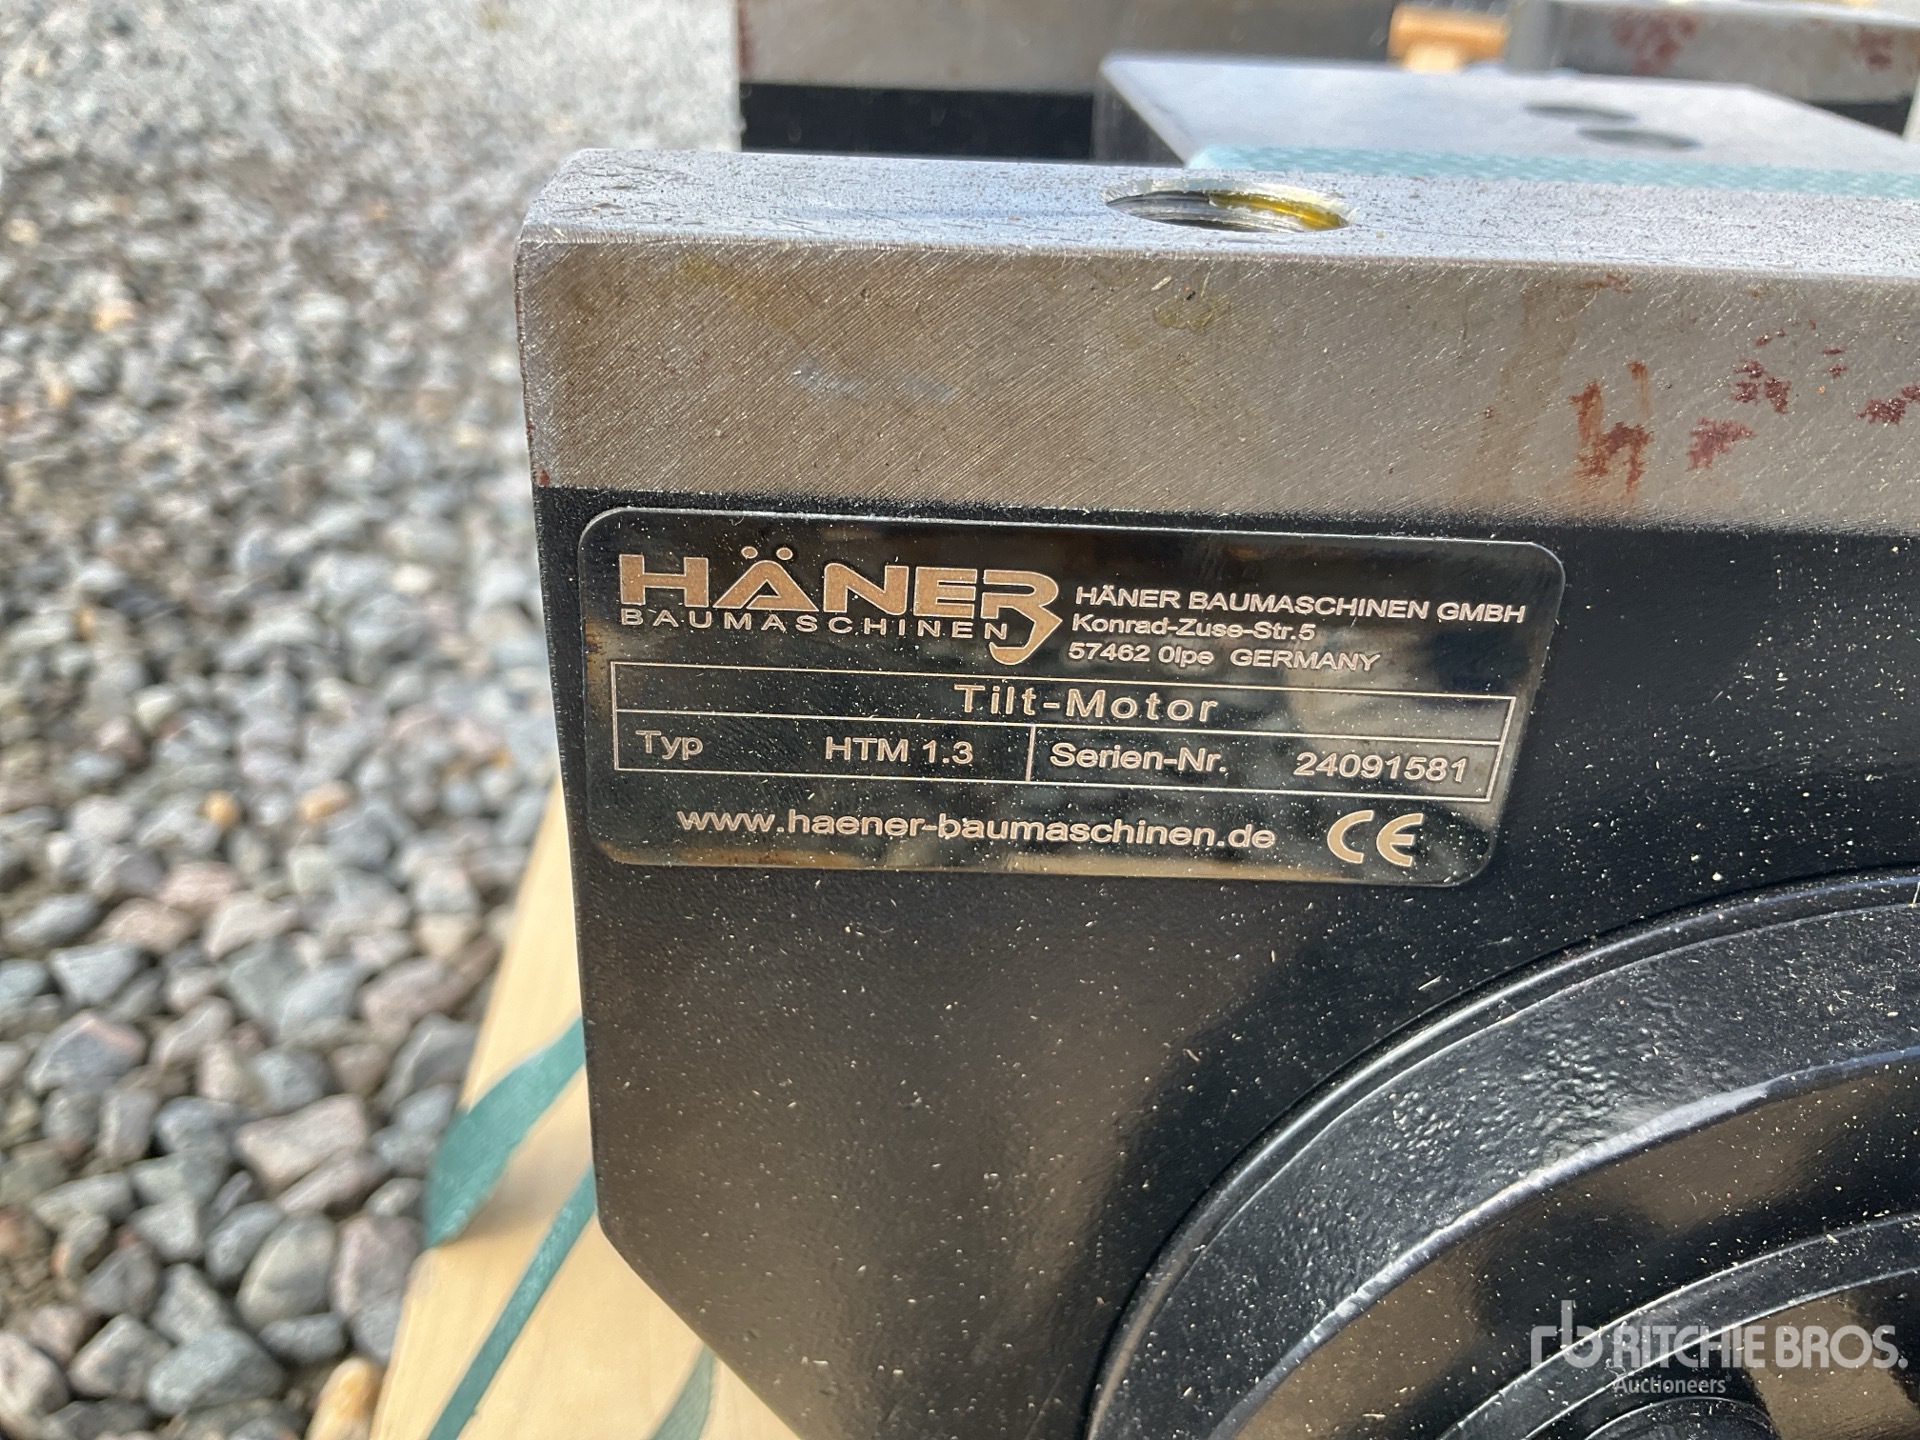 HÄNER
BAUMASCHINEN
HÄNER BAUMASCHINEN GMBH
Konrad-Zuse-Str.5
57462 Olpe GERMANY
Tilt-Motor
Typ HTM 1.3 Serien-Nr. 24091581
www.haener-baumaschinen.de CE
rb RITCHIE BROS.
Auctioneers